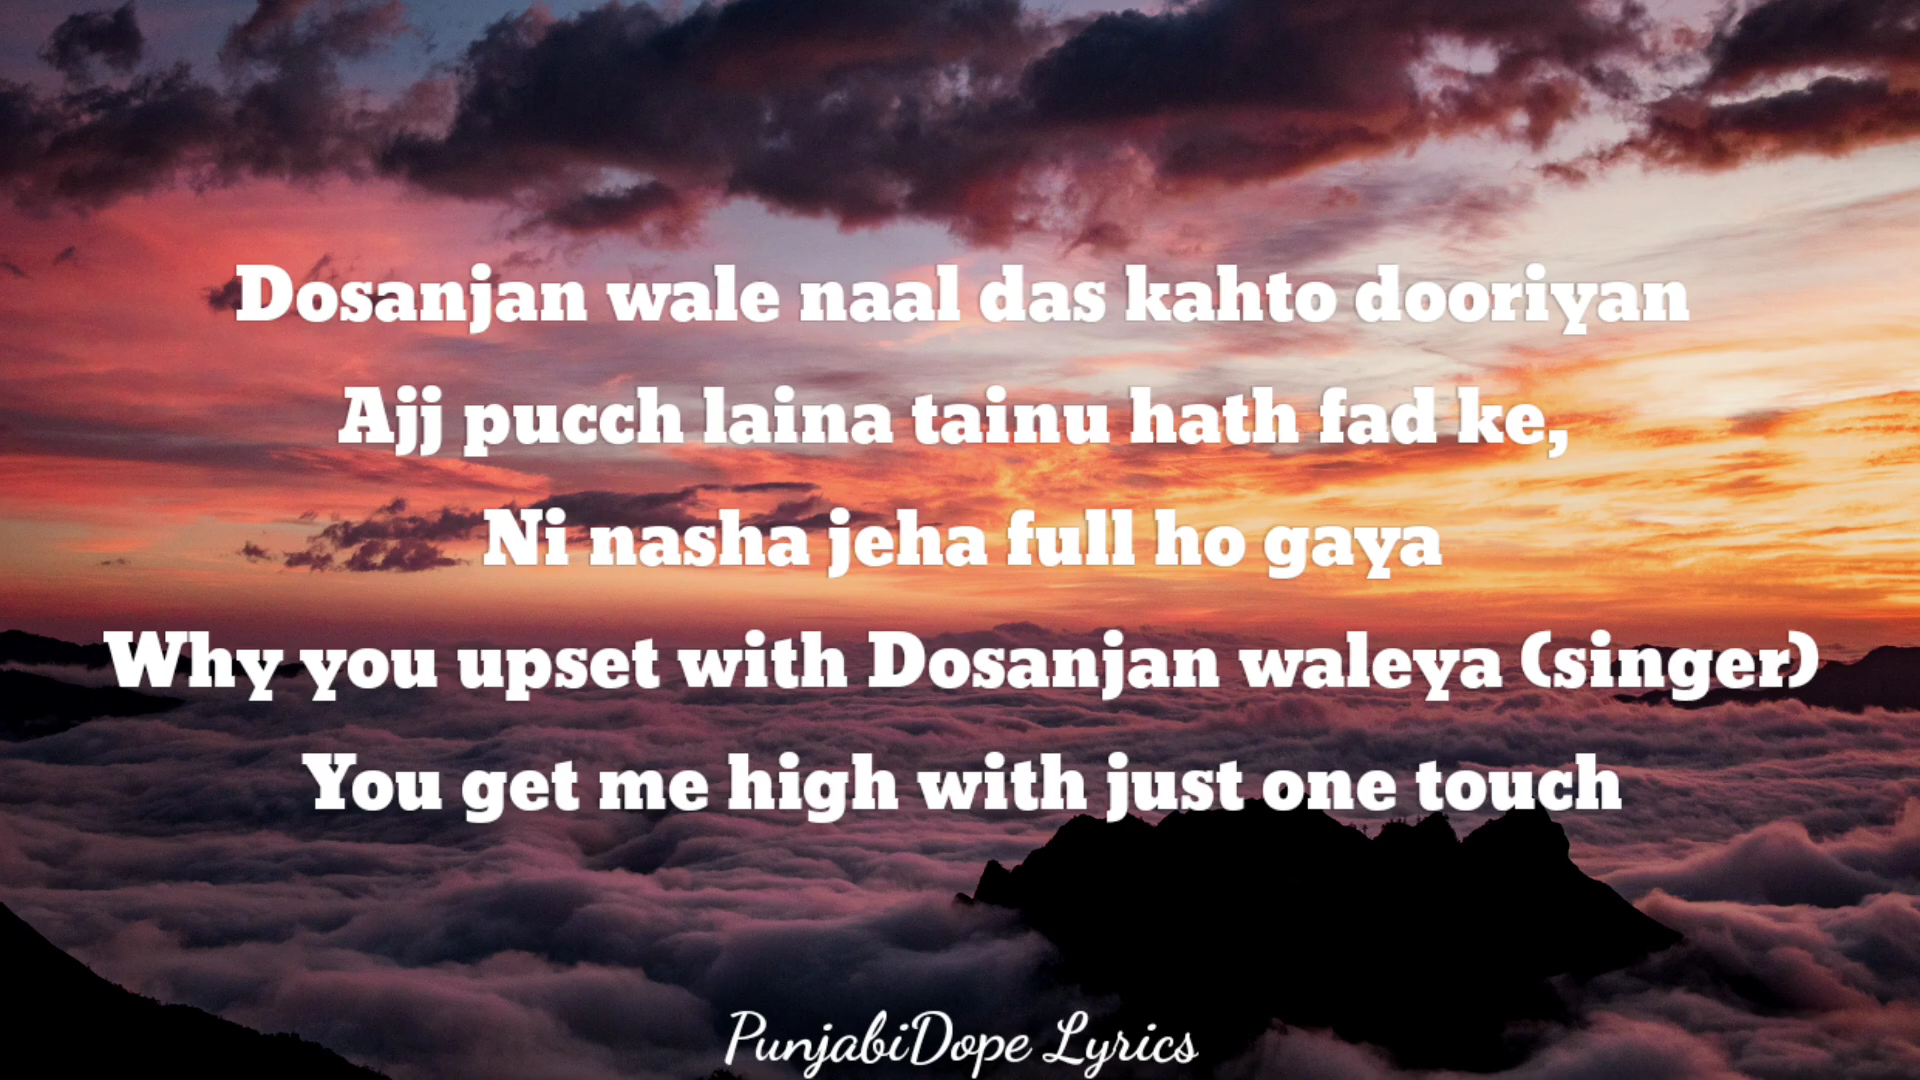 Dosanjan wale naal das kahto dooriyan
Ajj pucch laina tainu hath fad ke,
Ni nasha jeha full ho gaya
Why you upset with Dosanjan waleya (singer)
You get me high with just one touch
PunjabiDope Lyrics